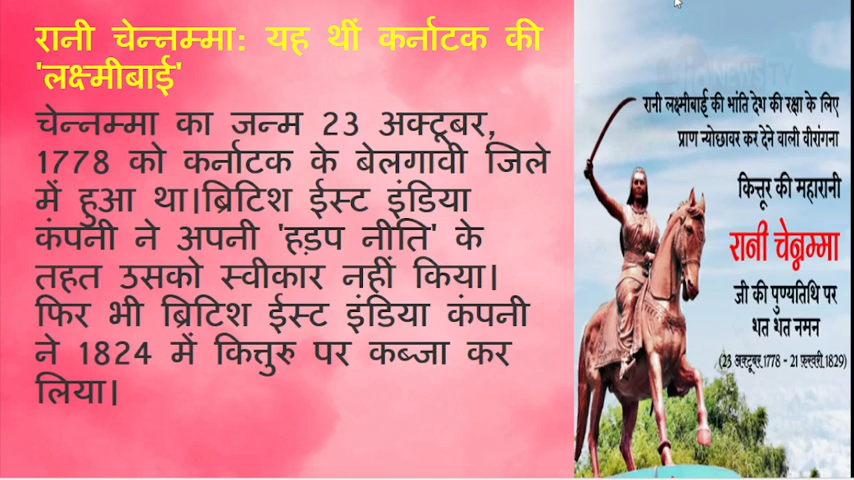 रानी चेन्नम्मा: यह थीं कर्नाटक की
'लक्ष्मीबाई'
चेन्नम्मा का जन्म 23 अक्टूबर,
1778 को कर्नाटक के बेलगावी जिले
में हुआ था।ब्रिटिश ईस्ट इंडिया
कंपनी ने अपनी 'हड़प नीति' के
तहत उसको स्वीकार नहीं किया।
फिर भी ब्रिटिश ईस्ट इंडिया कंपनी
ने 1824 में कित्तुरु पर कब्जा कर
लिया।
रानी लक्ष्मीबाई की भांति देश की रक्षा के लिए
प्राण न्योछावर कर देने वाली वीरांगना
कित्तूर की महारानी
रानी चेन्नम्मा
जी की पुण्यतिथि पर
शत शत नमन
(23 अक्टूबर,1778 - 21 फ़रवरी,1829)